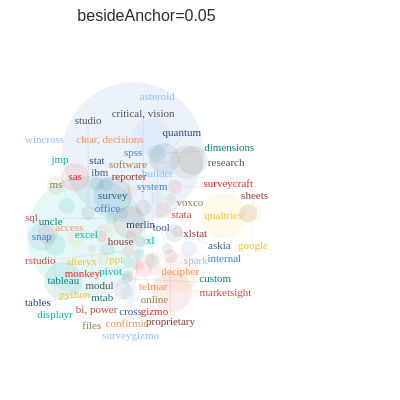 besideAnchor=0.05
asteroid
critical, vision
studio
quantum
wincross
clear, decisions
dimensions
spss
jmp
stat
software
research
ibm
builder
sas
reporter
ms
system
surveycraft
survey
sheets
voxco
office
stata
qualtrics
sql
uncle
merlin
tool
access
excel
xlstat
snap
house
xl
askia
google
internal
rstudio
alteryx
ppt
spark
monkey
pivot
decipher
tableau
custom
modul
telmar
python
mtab
online
marketsight
tables
bi, power
cross
gizmo
displayr
proprietary
files
confirmit
surveygizmo